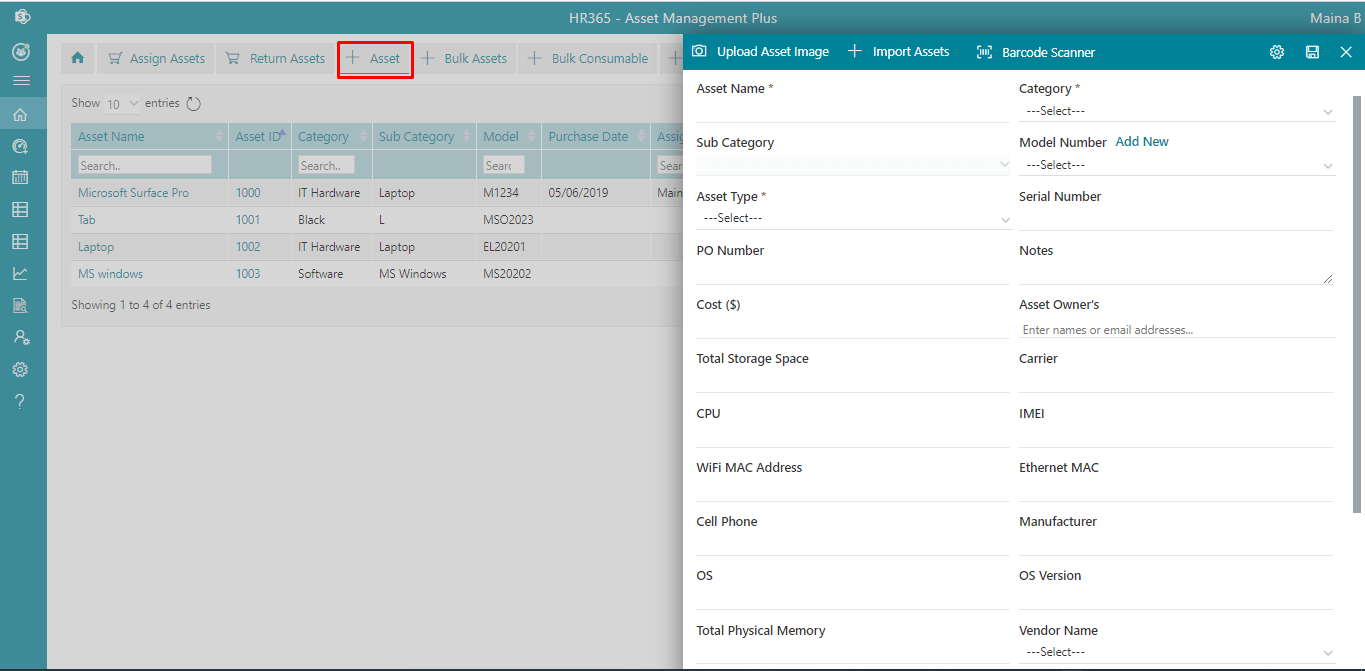 HR365 - Asset Management Plus
Maina B
Assign Assets
Return Assets
Asset
Bulk Assets
Bulk Consumable
Show 10 entries
Asset Name
Asset ID
Category
Sub Category
Model
Purchase Date
Search..
Search..
Microsoft Surface Pro 1000 IT Hardware Laptop M1234 05/06/2019
Tab 1001 Black L MSO2023
Laptop 1002 IT Hardware Laptop EL20201
MS windows 1003 Software MS Windows MS20202
Showing 1 to 4 of 4 entries
Upload Asset Image
Import Assets
Barcode Scanner
Asset Name *
Category *
---Select---
Sub Category
Model Number Add New
---Select---
Asset Type *
---Select---
Serial Number
PO Number
Notes
Cost ($)
Asset Owner's
Enter names or email addresses...
Total Storage Space
Carrier
CPU
IMEI
WiFi MAC Address
Ethernet MAC
Cell Phone
Manufacturer
OS
OS Version
Total Physical Memory
Vendor Name
---Select---